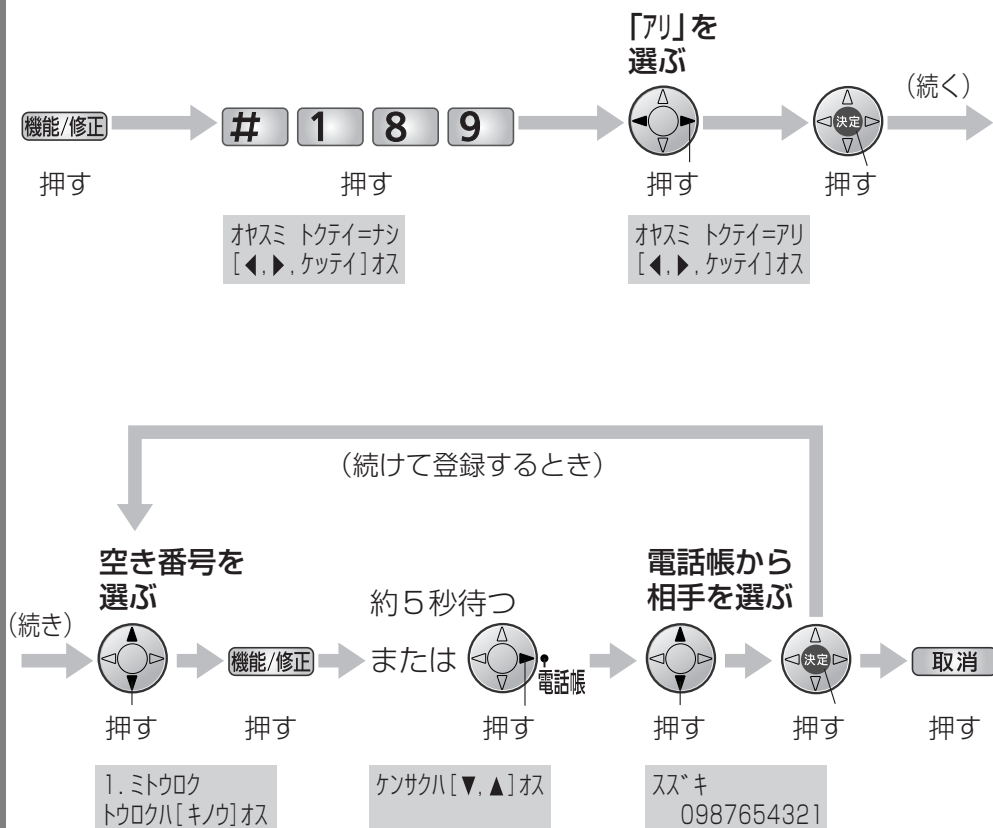 「アリ」を
選ぶ
(続く)
機能/修正
# 1 8 9
決定
押す
押す
押す
押す
オヤスミ トクテイ=ナシ
[◀,▶,ケッテイ]オス
オヤスミ トクテイ=アリ
[◀,▶,ケッテイ]オス
(続けて登録するとき)
空き番号を
選ぶ
(続き)
機能/修正
約5秒待つ
または
電話帳
電話帳から
相手を選ぶ
決定
取消
押す
押す
押す
押す
押す
押す
1.ミトウロク
トウロクハ[キノウ]オス
ケンサクハ[▼,▲]オス
スズキ
0987654321